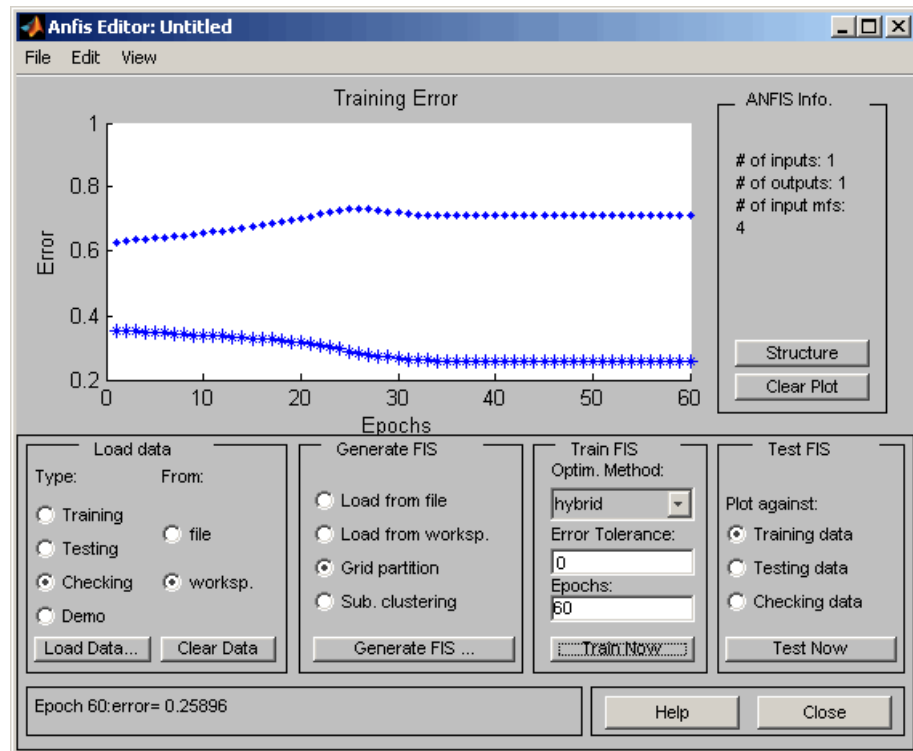 Anfis Editor: Untitled
File Edit View
Training Error
1
0.8
0.6
0.4
0.2
Error
0 10 20 30 40 50 60
Epochs
ANFIS Info.
# of inputs: 1
# of outputs: 1
# of input mfs:
4
Structure
Clear Plot
Load data
Type: From:
Training
Testing
Checking
Demo
file
worksp.
Load Data...
Clear Data
Generate FIS
Load from file
Load from worksp.
Grid partition
Sub. clustering
Generate FIS ...
Train FIS
Optim. Method:
hybrid
Error Tolerance:
0
Epochs:
60
Train Now
Test FIS
Plot against:
Training data
Testing data
Checking data
Test Now
Epoch 60:error= 0.25896
Help
Close